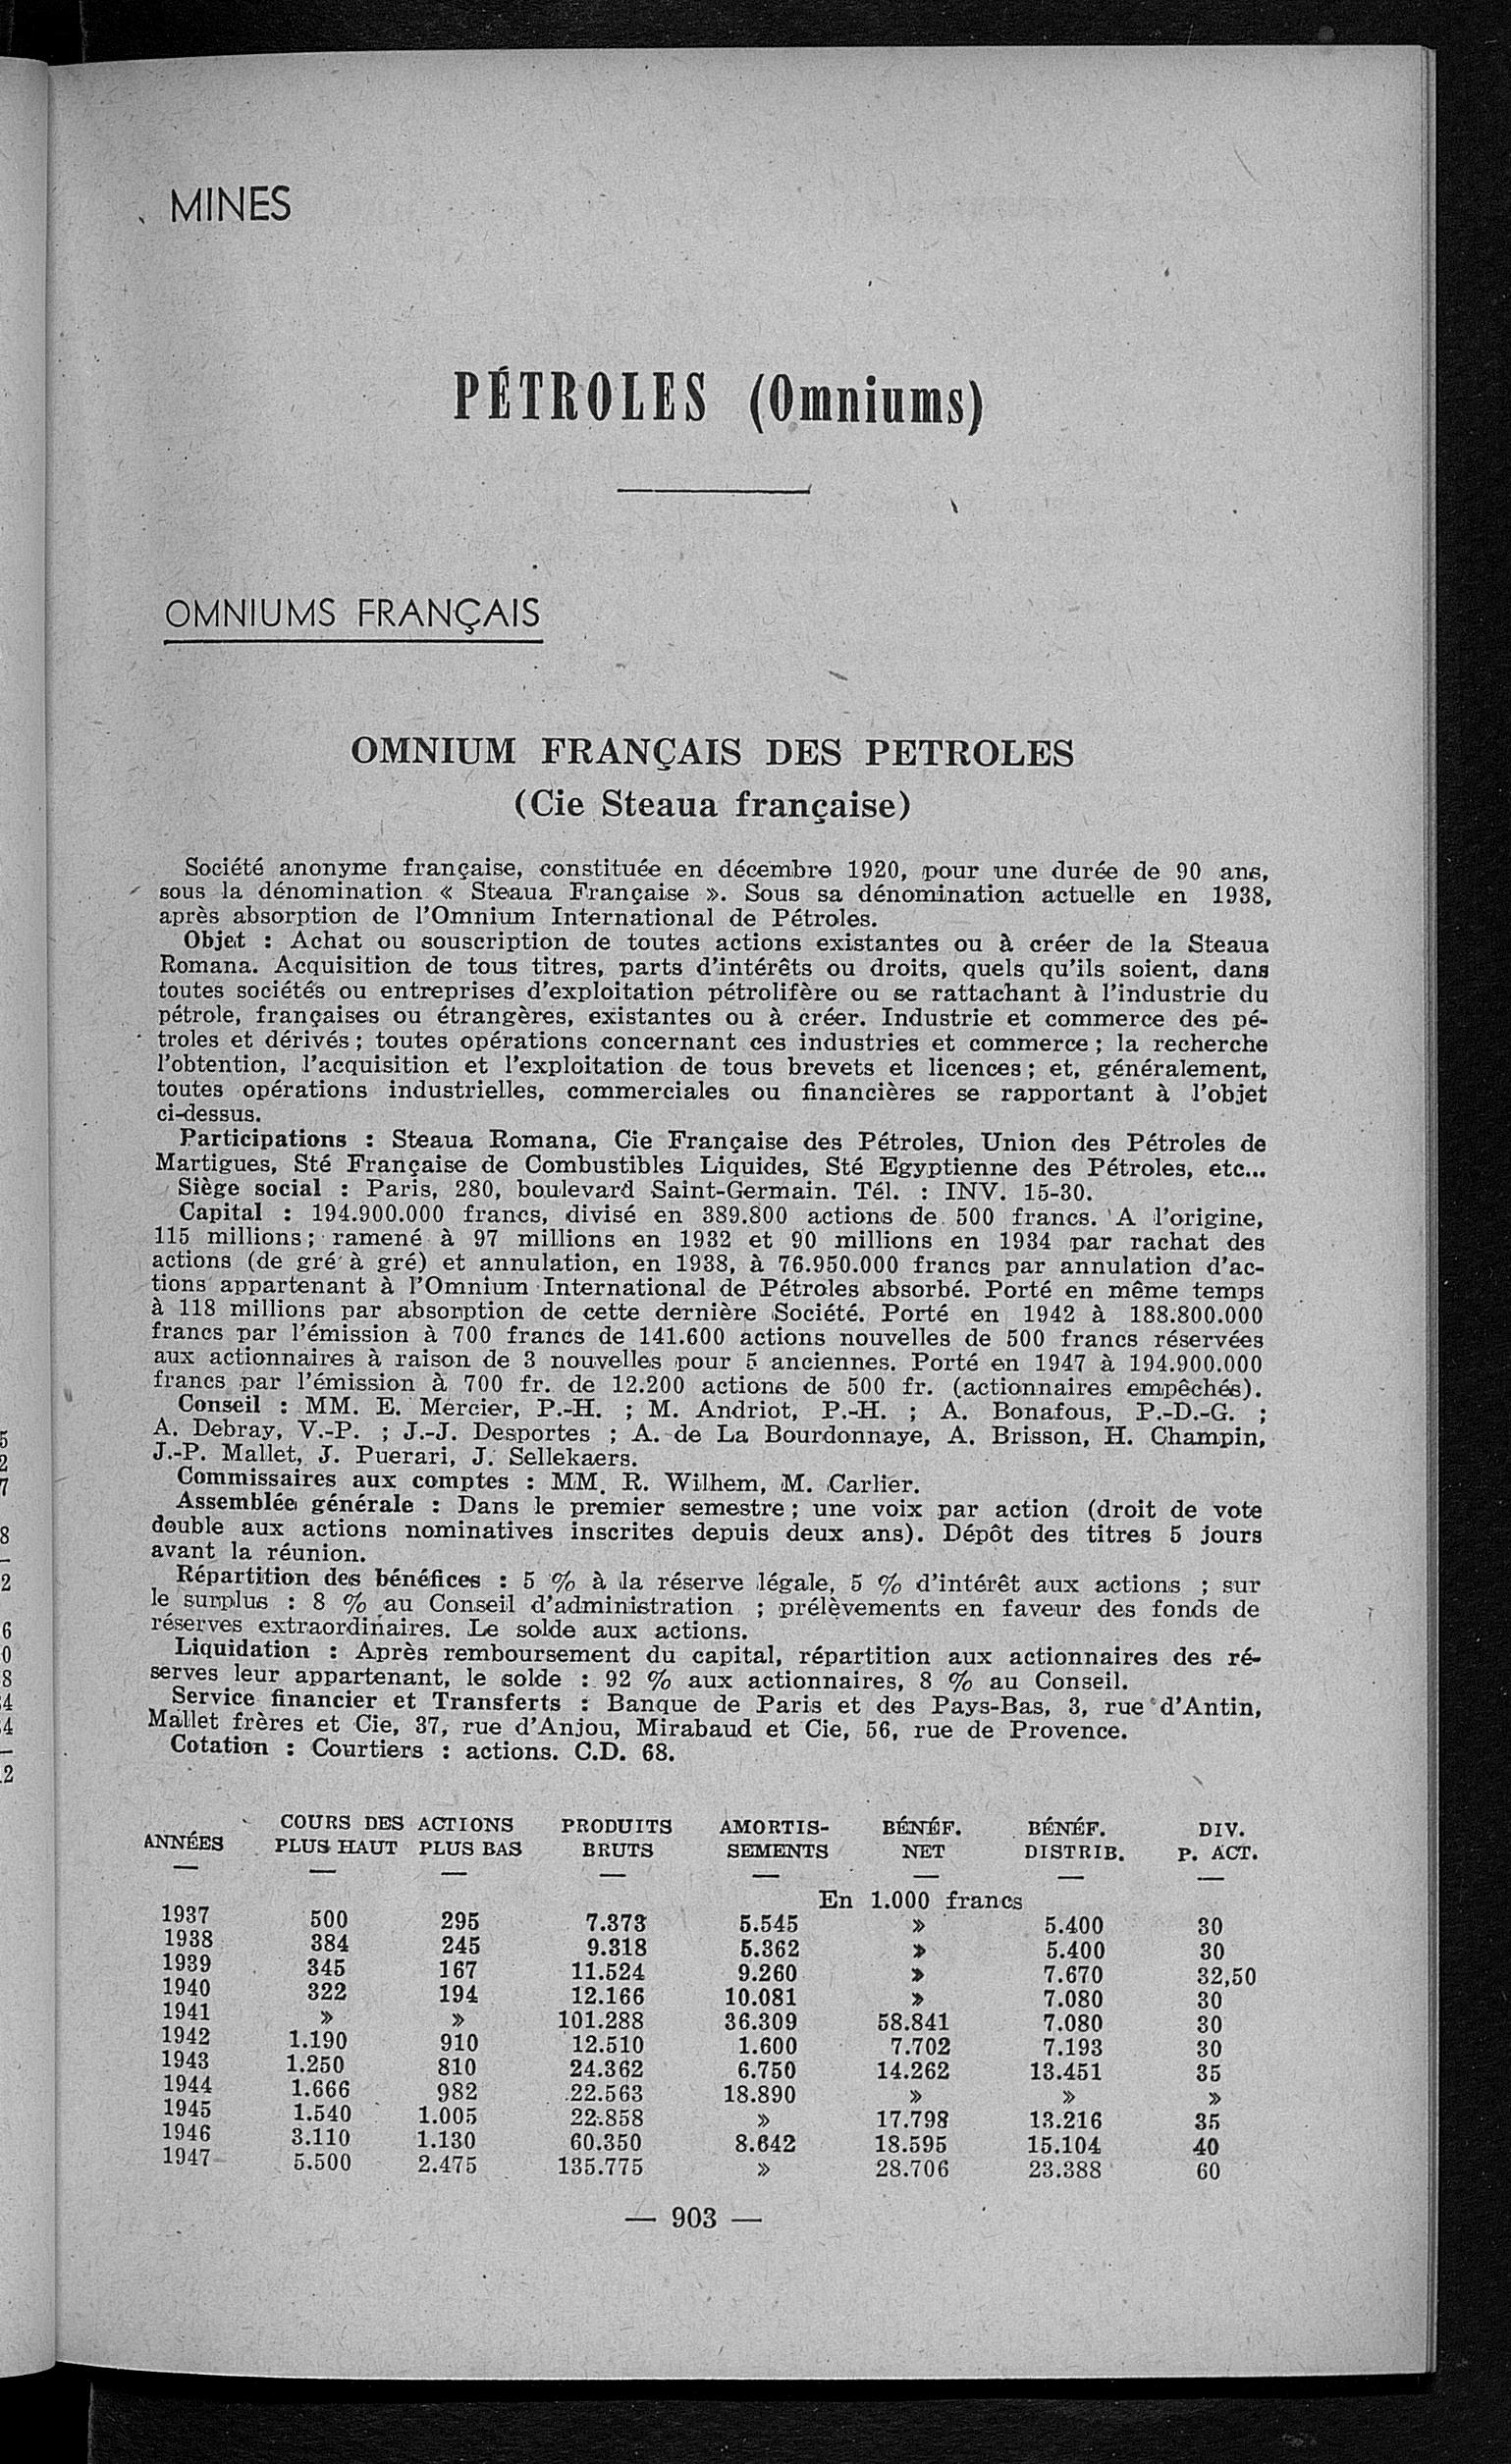 MINES
PÉTROLES (Omniums)
OMNIUMS FRANÇAIS
OMNIUM FRANÇAIS DES PETROLES
(Cie Steaua française)
Société anonyme française, constituée en décembre 1920, pour une durée de 90 ans,
sous la dénomination « Steaua Française ». Sous sa dénomination actuelle en 1938,
après absorption de l'Omnium International de Pétroles.
Objet : Achat ou souscription de toutes actions existantes ou à créer de la Steaua
Romana. Acquisition de tous titres, parts d'intérêts ou droits, quels qu'ils soient, dans
toutes sociétés ou entreprises d'exploitation pétrolifère ou se rattachant à l'industrie du
pétrole, françaises ou étrangères, existantes ou à créer. Industrie et commerce des pé-
troles et dérivés ; toutes opérations concernant ces industries et commerce ; la recherche
l'obtention, l'acquisition et l'exploitation de tous brevets et licences ; et, généralement,
toutes opérations industrielles, commerciales ou financières se rapportant à l'objet
ci-dessus.
Participations : Steaua Romana, Cie Française des Pétroles, Union des Pétroles de
Martigues, Sté Française de Combustibles Liquides, Sté Egyptienne des Pétroles, etc...
Siège social : Paris, 280, boulevard Saint-Germain. Tél. : INV. 15-30.
Capital : 194.900.000 francs, divisé en 389.800 actions de 500 francs. A l'origine,
115 millions ; ramené à 97 millions en 1932 et 90 millions en 1934 par rachat des
actions (de gré à gré) et annulation, en 1938, à 76.950.000 francs par annulation d'ac-
tions appartenant à l'Omnium International de Pétroles absorbé. Porté en même temps
à 118 millions par absorption de cette dernière Société. Porté en 1942 à 188.800.000
francs par l'émission à 700 francs de 141.600 actions nouvelles de 500 francs réservées
aux actionnaires à raison de 3 nouvelles pour 5 anciennes. Porté en 1947 à 194.900.000
francs par l'émission à 700 fr. de 12.200 actions de 500 fr. (actionnaires empêchés).
Conseil : MM. E. Mercier, P.-H. ; M. Andriot, P.-H. ; A. Bonafous, P.-D.-G. ;
A. Debray, V.-P. ; J.-J. Desportes ; A. de La Bourdonnaye, A. Brisson, H. Champin,
J.-P. Mallet, J. Puerari, J. Sellekaers.
Commissaires aux comptes : MM. R. Wilhem, M. Carlier.
Assemblée générale : Dans le premier semestre ; une voix par action (droit de vote
double aux actions nominatives inscrites depuis deux ans). Dépôt des titres 5 jours
avant la réunion.
Répartition des bénéfices : 5 % à la réserve légale, 5 % d'intérêt aux actions ; sur
le surplus : 8 % au Conseil d'administration ; prélèvements en faveur des fonds de
réserves extraordinaires. Le solde aux actions.
Liquidation : Après remboursement du capital, répartition aux actionnaires des ré-
serves leur appartenant, le solde : 92 % aux actionnaires, 8 % au Conseil.
Service financier et Transferts : Banque de Paris et des Pays-Bas, 3, rue d'Antin,
Mallet frères et Cie, 37, rue d'Anjou, Mirabaud et Cie, 56, rue de Provence.
Cotation : Courtiers : actions. C.D. 68.
COURS DES ACTIONS PRODUITS AMORTIS- BÉNÉF. BÉNÉF. DIV.
ANNÉES PLUS HAUT PLUS BAS BRUTS SEMENTS NET DISTRIB. P. ACT.
En 1.000 francs
1937 500 295 7.373 5.545 » 5.400 30
1938 384 245 9.318 5.362 » 5.400 30
1939 345 167 11.524 9.260 » 7.670 32,50
1940 322 194 12.166 10.081 » 7.080 30
1941 » » 101.288 36.309 58.841 7.080 30
1942 1.190 910 12.510 1.600 7.702 7.193 30
1943 1.250 810 24.362 6.750 14.262 13.451 35
1944 1.666 982 22.563 18.890 » » »
1945 1.540 1.005 22.858 » 17.798 13.216 35
1946 3.110 1.130 60.350 8.642 18.595 15.104 40
1947 5.500 2.475 135.775 » 28.706 23.388 60
— 903 —